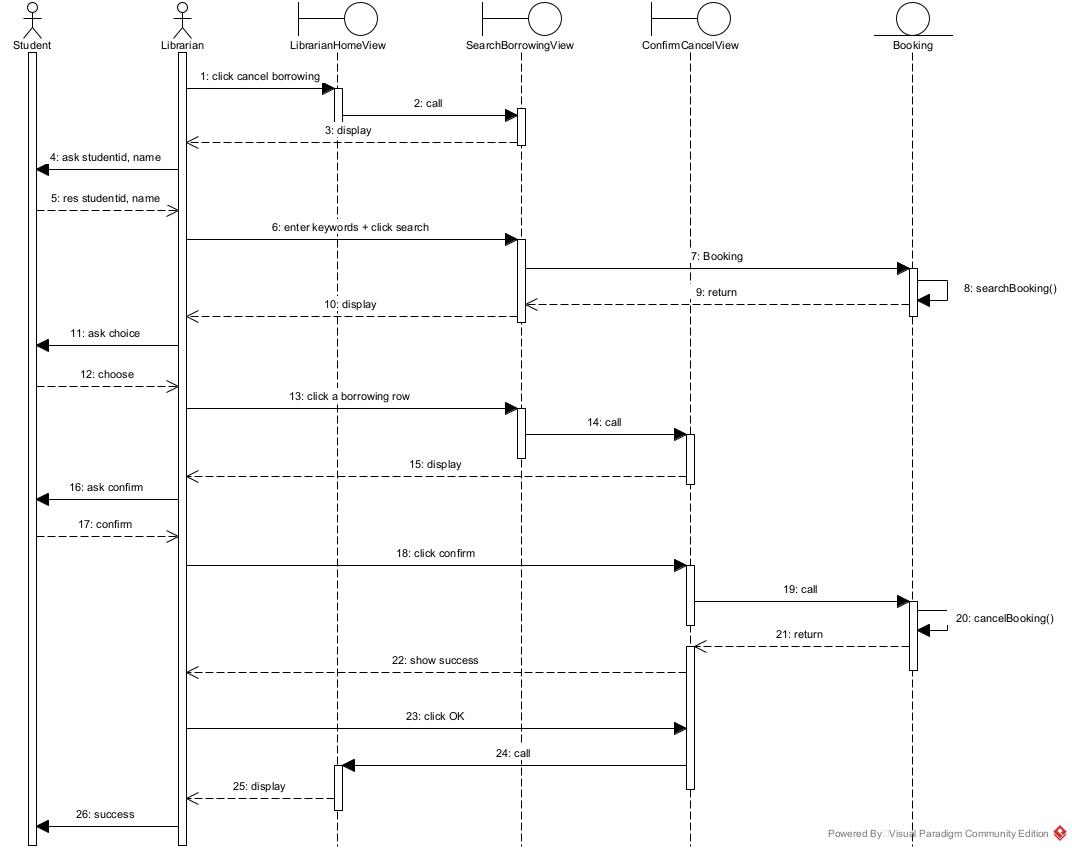 Student
Librarian
LibrarianHomeView
SearchBorrowingView
ConfirmCancelView
Booking
1: click cancel borrowing
2: call
3: display
4: ask studentid, name
5: res studentid, name
6: enter keywords + click search
7: Booking
8: searchBooking()
9: return
10: display
11: ask choice
12: choose
13: click a borrowing row
14: call
15: display
16: ask confirm
17: confirm
18: click confirm
19: call
20: cancelBooking()
21: return
22: show success
23: click OK
24: call
25: display
26: success
Powered By Visual Paradigm Community Edition